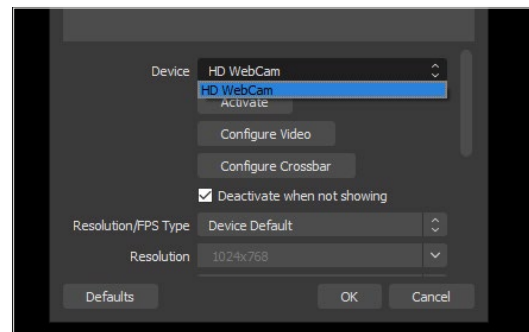 Device HD WebCam
HD WebCam
Activate
Configure Video
Configure Crossbar
Deactivate when not showing
Resolution/FPS Type Device Default
Resolution 1024x768
Defaults OK Cancel